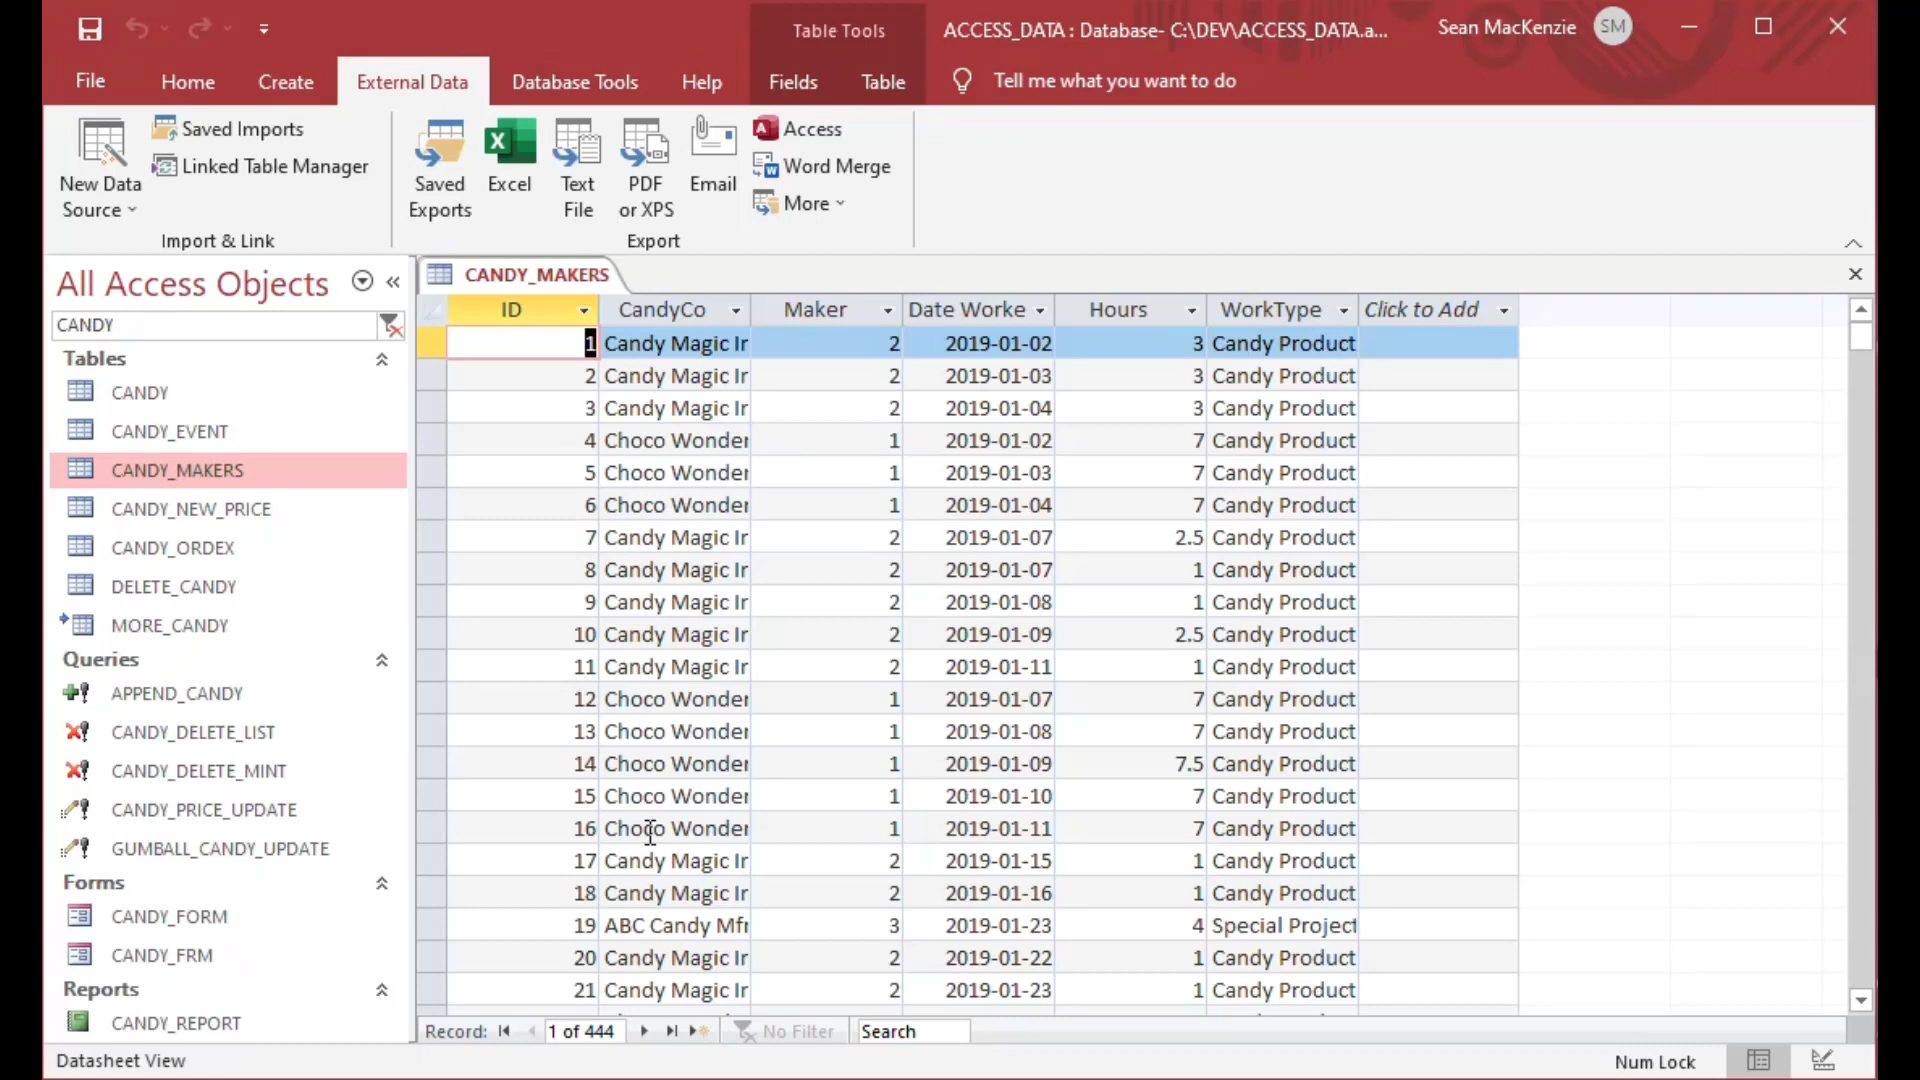 Table Tools
ACCESS_DATA : Database- C:\DEV\ACCESS_DATA.a...
Sean MacKenzie
SM
File
Home
Create
External Data
Database Tools
Help
Fields
Table
Tell me what you want to do
New Data
Source
Saved Imports
Linked Table Manager
Import & Link
Saved
Exports
Excel
Text
File
PDF
or XPS
Email
Access
Word Merge
More
Export
All Access Objects
CANDY
Tables
CANDY
CANDY_EVENT
CANDY_MAKERS
CANDY_NEW_PRICE
CANDY_ORDEX
DELETE_CANDY
MORE_CANDY
Queries
APPEND_CANDY
CANDY_DELETE_LIST
CANDY_DELETE_MINT
CANDY_PRICE_UPDATE
GUMBALL_CANDY_UPDATE
Forms
CANDY_FORM
CANDY_FRM
Reports
CANDY_REPORT
CANDY_MAKERS
ID CandyCo Maker Date Worke Hours WorkType Click to Add
1 Candy Magic Ir 2 2019-01-02 3 Candy Product
2 Candy Magic Ir 2 2019-01-03 3 Candy Product
3 Candy Magic Ir 2 2019-01-04 3 Candy Product
4 Choco Wonder 1 2019-01-02 7 Candy Product
5 Choco Wonder 1 2019-01-03 7 Candy Product
6 Choco Wonder 1 2019-01-04 7 Candy Product
7 Candy Magic Ir 2 2019-01-07 2.5 Candy Product
8 Candy Magic Ir 2 2019-01-07 1 Candy Product
9 Candy Magic Ir 2 2019-01-08 1 Candy Product
10 Candy Magic Ir 2 2019-01-09 2.5 Candy Product
11 Candy Magic Ir 2 2019-01-11 1 Candy Product
12 Choco Wonder 1 2019-01-07 7 Candy Product
13 Choco Wonder 1 2019-01-08 7 Candy Product
14 Choco Wonder 1 2019-01-09 7.5 Candy Product
15 Choco Wonder 1 2019-01-10 7 Candy Product
16 Choco Wonder 1 2019-01-11 7 Candy Product
17 Candy Magic Ir 2 2019-01-15 1 Candy Product
18 Candy Magic Ir 2 2019-01-16 1 Candy Product
19 ABC Candy Mfr 3 2019-01-23 4 Special Project
20 Candy Magic Ir 2 2019-01-22 1 Candy Product
21 Candy Magic Ir 2 2019-01-23 1 Candy Product
Record: 1 of 444 No Filter Search
Datasheet View
Num Lock